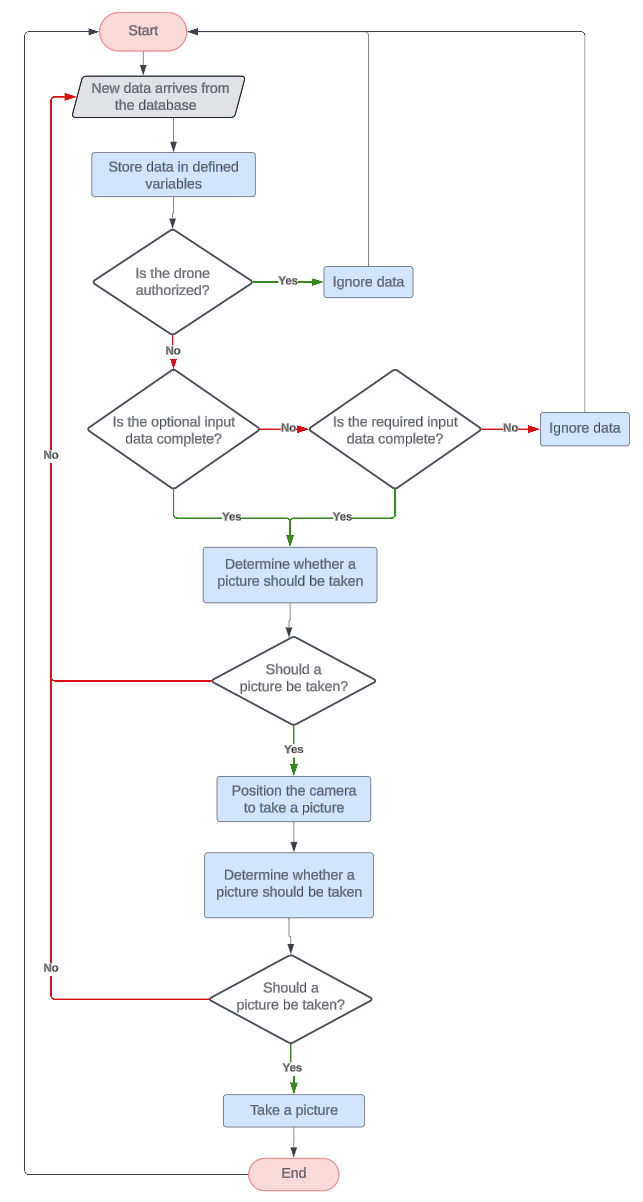 Start
New data arrives from
the database
Store data in defined
variables
Is the drone
authorized?
Yes
Ignore data
No
Is the optional input
data complete?
No
Is the required input
data complete?
No
Ignore data
No
Yes
Yes
Determine whether a
picture should be taken
Should a
picture be taken?
Yes
Position the camera
to take a picture
Determine whether a
picture should be taken
No
Should a
picture be taken?
Yes
Take a picture
End